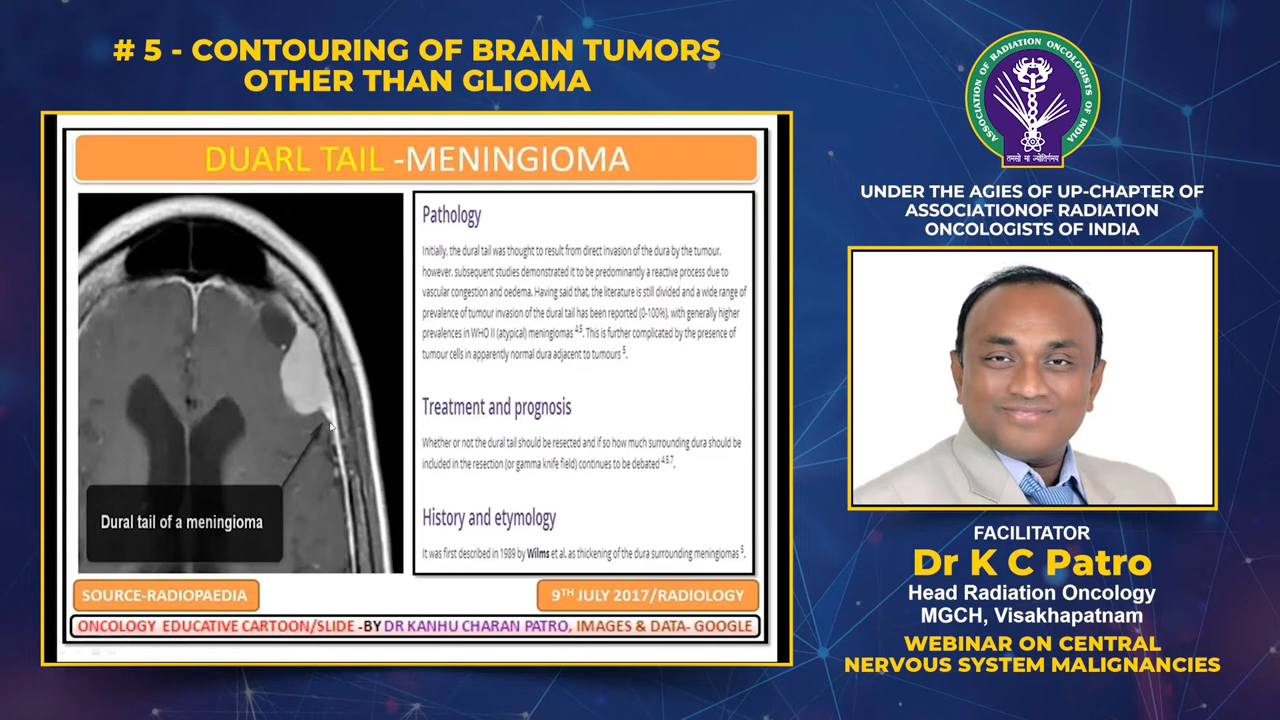 # 5 - CONTOURING OF BRAIN TUMORS
OTHER THAN GLIOMA
DUARL TAIL -MENINGIOMA
Dural tail of a meningioma
Pathology
Initially, the dural tail was thought to result from direct invasion of the dura by the tumour,
however, subsequent studies demonstrated it to be predominantly a reactive process due to
vascular congestion and oedema. Having said that, the literature is still divided and a wide range of
prevalence of tumour invasion of the dural tail has been reported (0-100%), with generally higher
prevalences in WHO II (atypical) meningiomas 4,5. This is further complicated by the presence of
tumour cells in apparently normal dura adjacent to tumours 5.
Treatment and prognosis
Whether or not the dural tail should be resected and if so how much surrounding dura should be
included in the resection (or gamma knife field) continues to be debated 4,5,7.
History and etymology
It was first described in 1989 by Wilms et al. as thickening of the dura surrounding meningiomas 5.
SOURCE-RADIOPAEDIA
9TH JULY 2017/RADIOLOGY
ONCOLOGY EDUCATIVE CARTOON/SLIDE -BY DR KANHU CHARAN PATRO, IMAGES & DATA- GOOGLE
ASSOCIATION OF RADIATION ONCOLOGISTS OF INDIA
तमसो मा ज्योतिर्गमय
UNDER THE AGIES OF UP-CHAPTER OF
ASSOCIATIONOF RADIATION
ONCOLOGISTS OF INDIA
FACILITATOR
Dr K C Patro
Head Radiation Oncology
MGCH, Visakhapatnam
WEBINAR ON CENTRAL
NERVOUS SYSTEM MALIGNANCIES